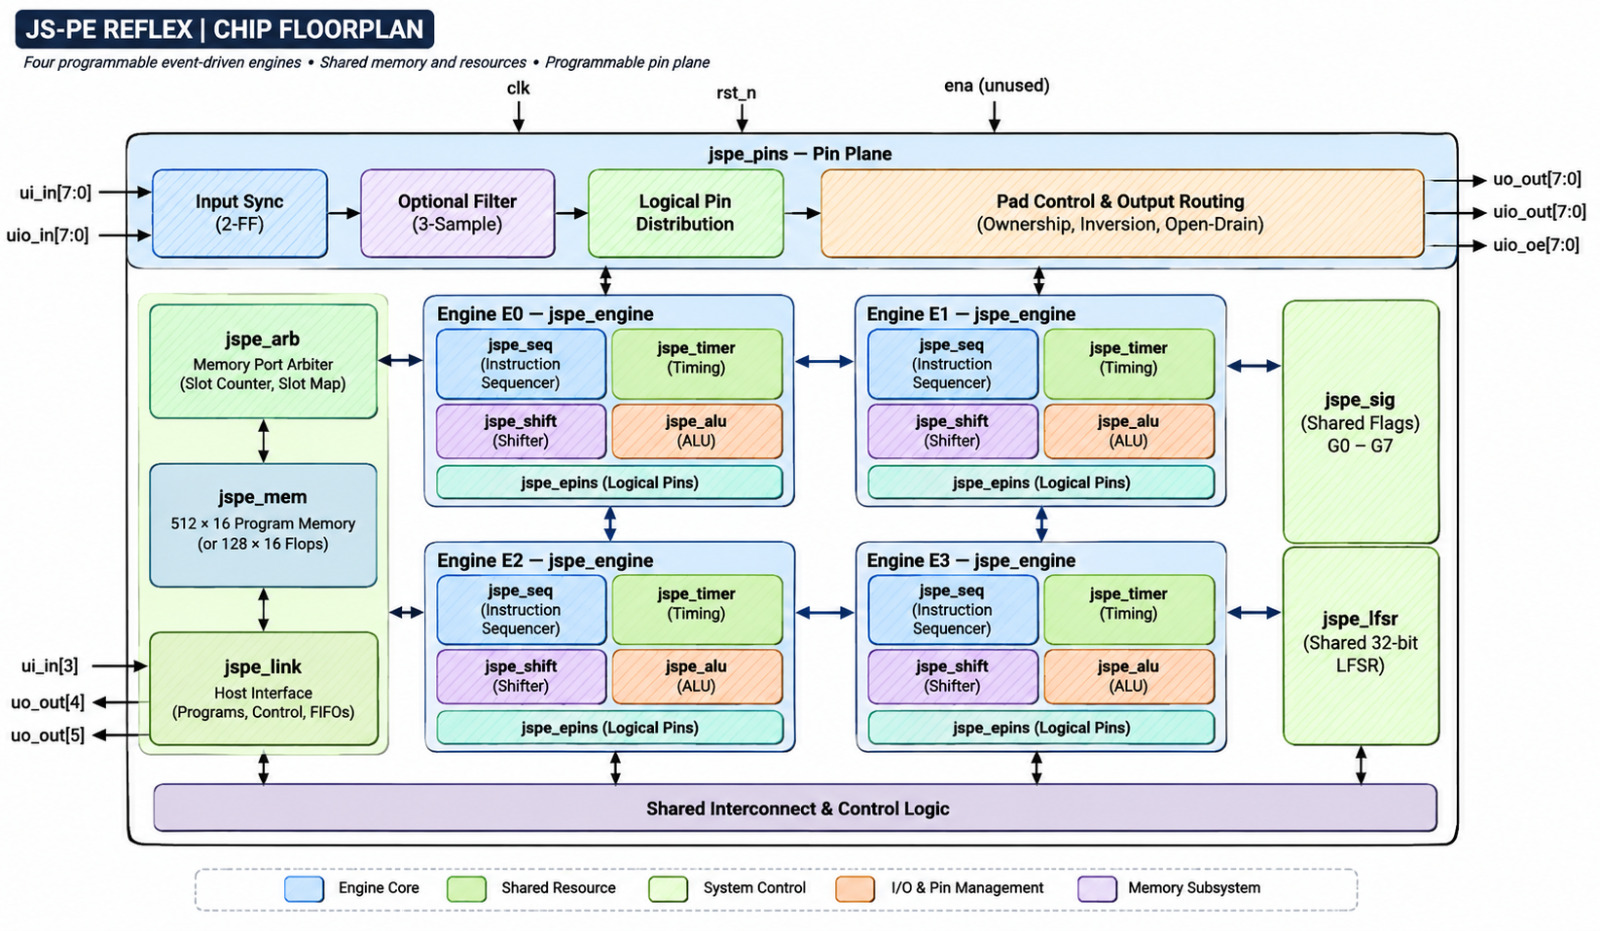 JS-PE REFLEX | CHIP FLOORPLAN
Four programmable event-driven engines • Shared memory and resources • Programmable pin plane
clk
rst_n
ena (unused)
jspe_pins — Pin Plane
ui_in[7:0]
uio_in[7:0]
Input Sync
(2-FF)
Optional Filter
(3-Sample)
Logical Pin
Distribution
Pad Control & Output Routing
(Ownership, Inversion, Open-Drain)
uo_out[7:0]
uio_out[7:0]
uio_oe[7:0]
jspe_arb
Memory Port Arbiter
(Slot Counter, Slot Map)
jspe_mem
512 × 16 Program Memory
(or 128 × 16 Flops)
jspe_link
Host Interface
(Programs, Control, FIFOs)
ui_in[3]
uo_out[4]
uo_out[5]
Engine E0 — jspe_engine
jspe_seq
(Instruction
Sequencer)
jspe_timer
(Timing)
jspe_shift
(Shifter)
jspe_alu
(ALU)
jspe_epins (Logical Pins)
Engine E1 — jspe_engine
jspe_seq
(Instruction
Sequencer)
jspe_timer
(Timing)
jspe_shift
(Shifter)
jspe_alu
(ALU)
jspe_epins (Logical Pins)
Engine E2 — jspe_engine
jspe_seq
(Instruction
Sequencer)
jspe_timer
(Timing)
jspe_shift
(Shifter)
jspe_alu
(ALU)
jspe_epins (Logical Pins)
Engine E3 — jspe_engine
jspe_seq
(Instruction
Sequencer)
jspe_timer
(Timing)
jspe_shift
(Shifter)
jspe_alu
(ALU)
jspe_epins (Logical Pins)
jspe_sig
(Shared Flags)
G0 – G7
jspe_lfsr
(Shared 32-bit
LFSR)
Shared Interconnect & Control Logic
Engine Core
Shared Resource
System Control
I/O & Pin Management
Memory Subsystem